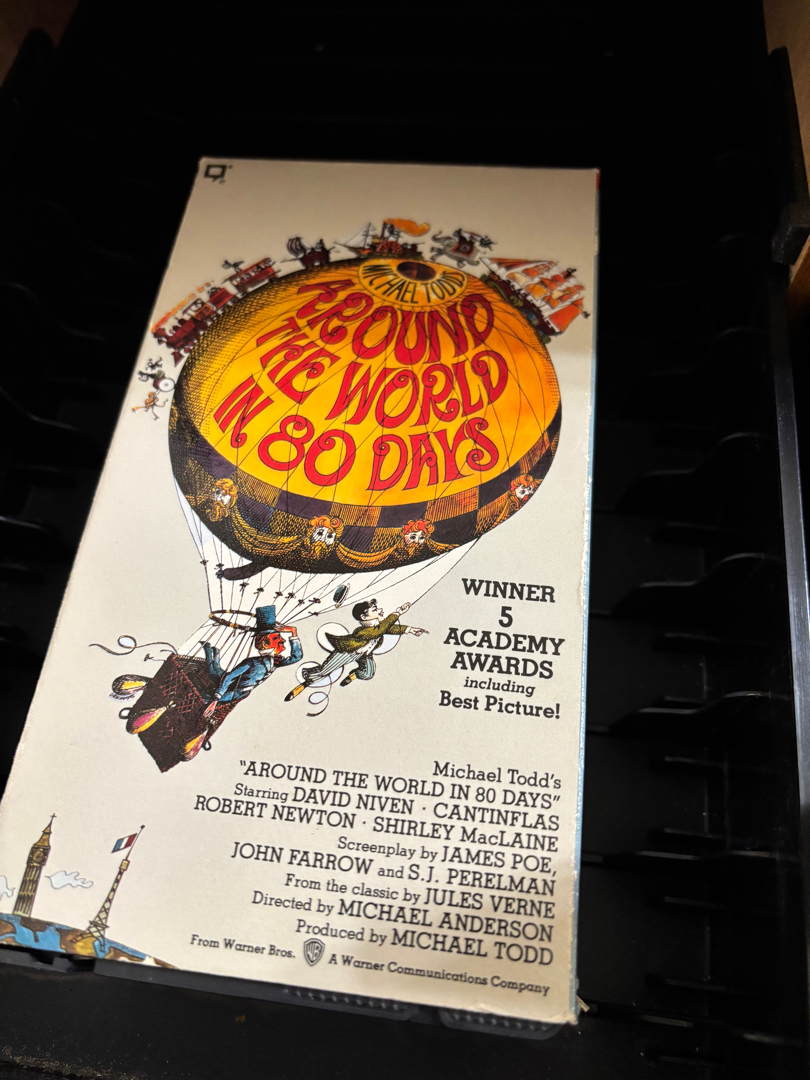 MICHAEL TODD
AROUND
THE WORLD
IN 80 DAYS
WINNER
5
ACADEMY
AWARDS
including
Best Picture!
Michael Todd's
"AROUND THE WORLD IN 80 DAYS"
Starring DAVID NIVEN · CANTINFLAS
ROBERT NEWTON · SHIRLEY MacLAINE
Screenplay by JAMES POE,
JOHN FARROW and S.J. PERELMAN
From the classic by JULES VERNE
Directed by MICHAEL ANDERSON
Produced by MICHAEL TODD
From Warner Bros. WB A Warner Communications Company